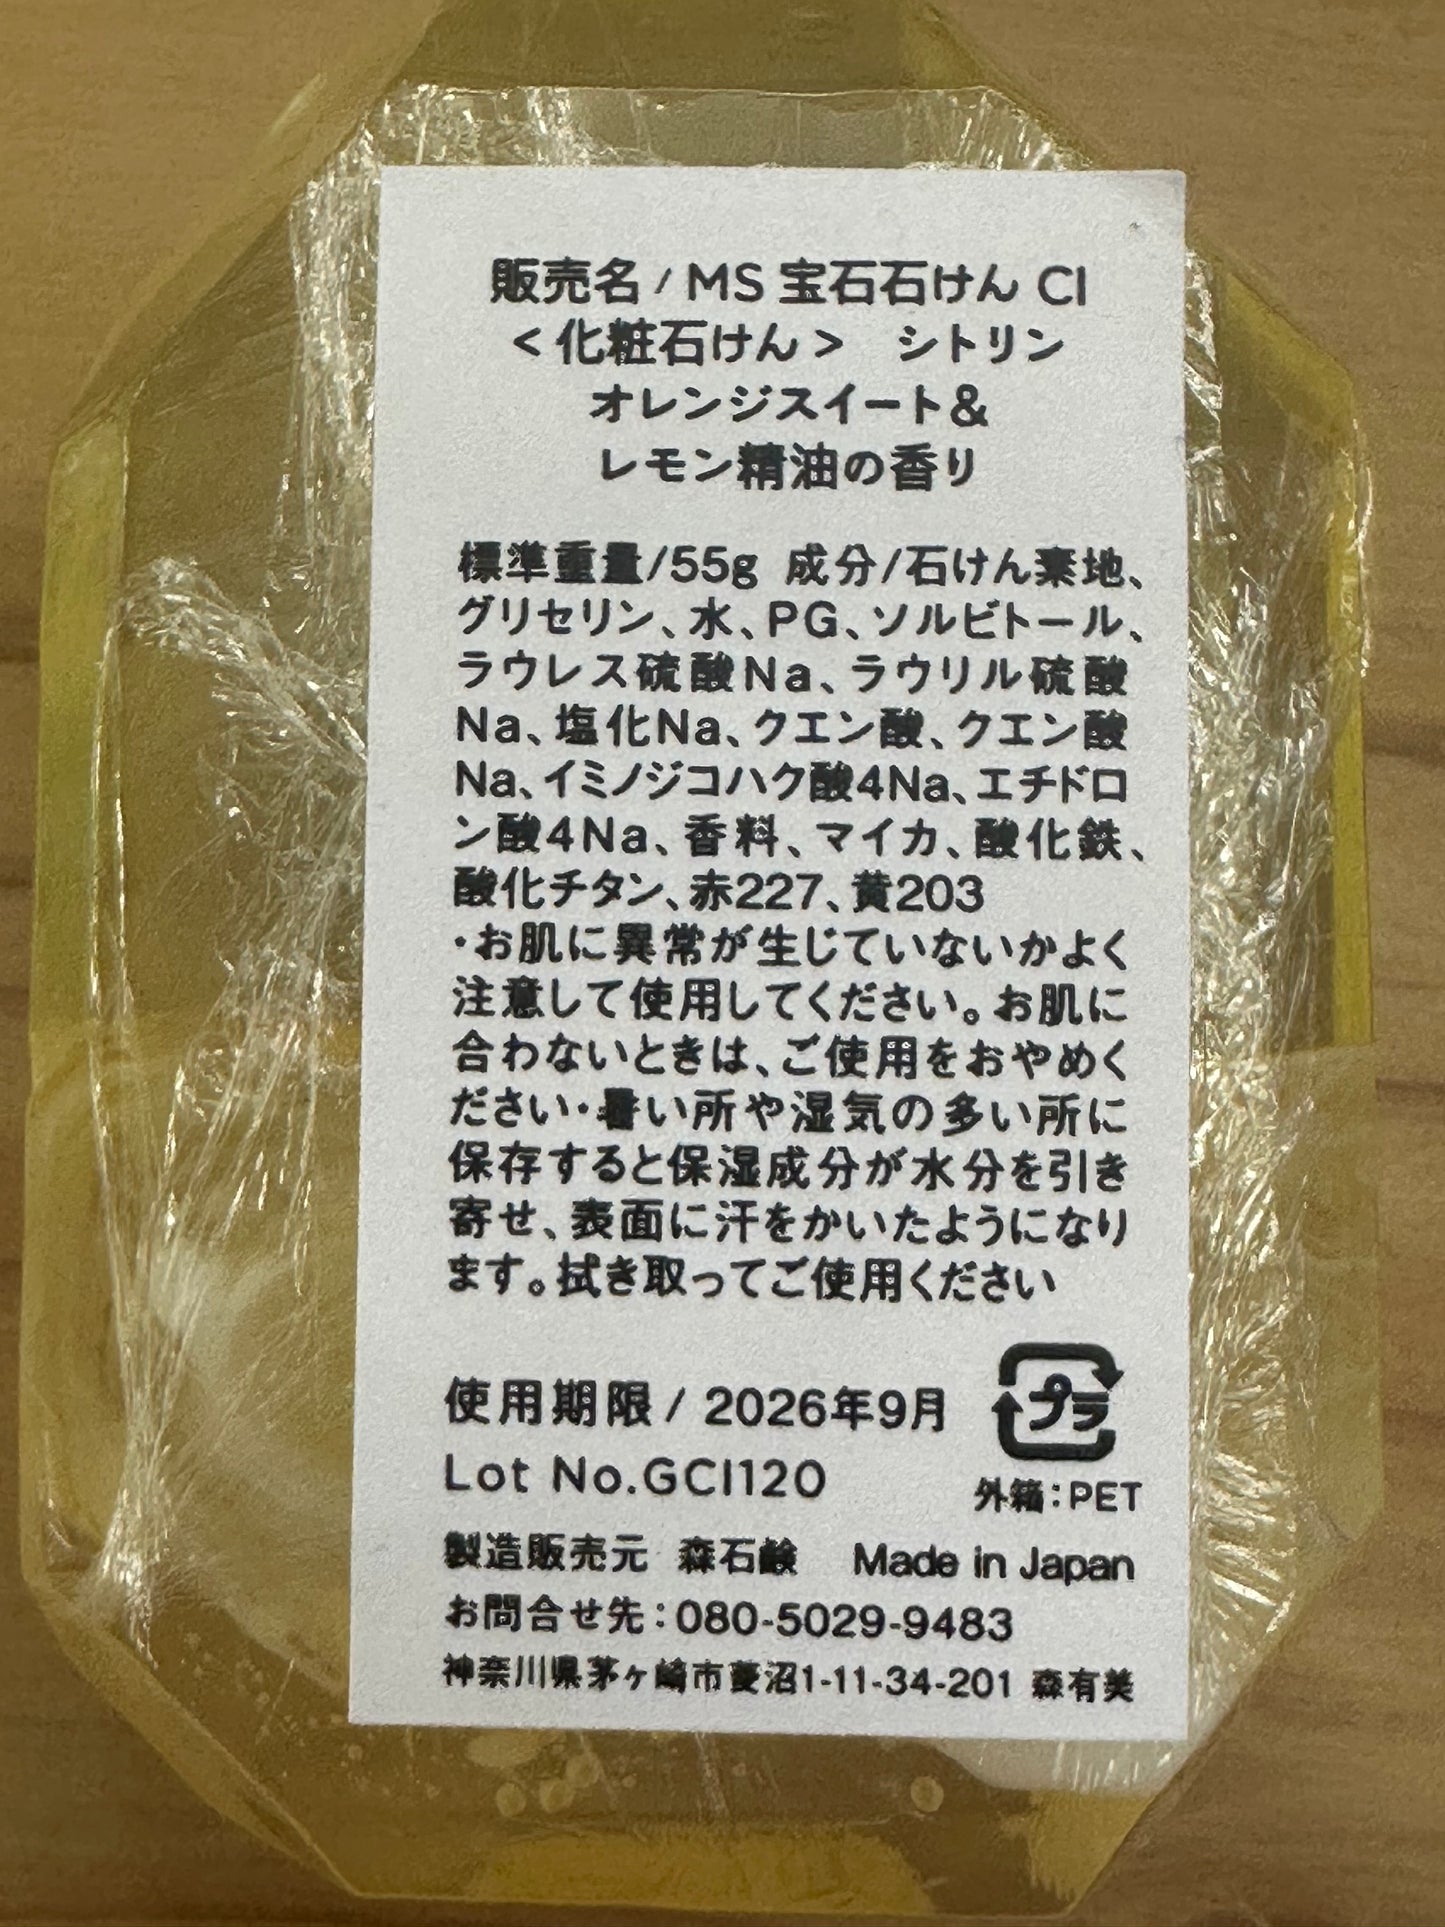 販売名 / MS 宝石石けん CI
<化粧石けん>　シトリン
オレンジスイート&
レモン精油の香り
標準重量/55g 成分/石けん素地、
グリセリン、水、PG、ソルビトール、
ラウレス硫酸Na、ラウリル硫酸
Na、塩化Na、クエン酸、クエン酸
Na、イミノジコハク酸4Na、エチドロ
ン酸4Na、香料、マイカ、酸化鉄、
酸化チタン、赤227、黄203
・お肌に異常が生じていないかよく
注意して使用してください。お肌に
合わないときは、ご使用をおやめく
ださい・暑い所や湿気の多い所に
保存すると保湿成分が水分を引き
寄せ、表面に汗をかいたようになり
ます。拭き取ってご使用ください
使用期限 / 2026年9月
プラ
Lot No.GCI120
外箱:PET
製造販売元 森石鹸 Made in Japan
お問合せ先:080-5029-9483
神奈川県茅ヶ崎市菱沼1-11-34-201 森有美